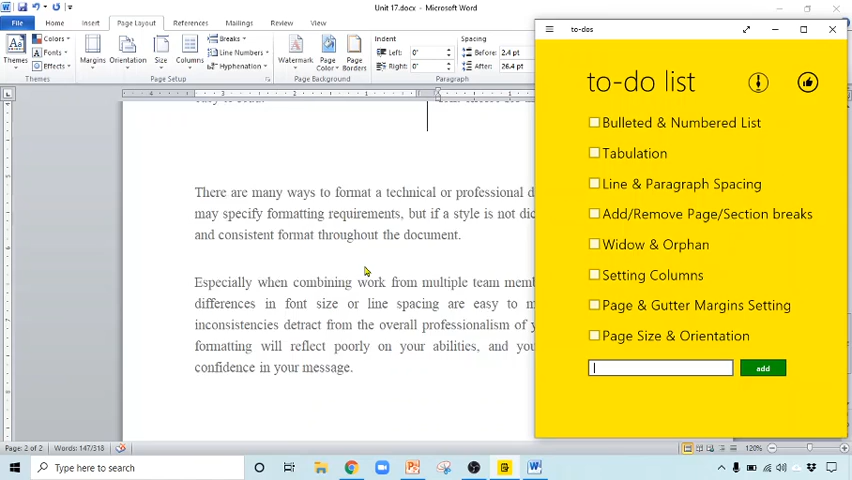 Unit 17.docx
to-dos
File Home Insert Page Layout References Mailings Review View
Themes Colors Fonts Effects Themes
Margins Orientation Size Columns Breaks Line Numbers Hyphenation Page Setup
Watermark Page Color Page Borders Page Background
Indent Left: 0" Right: 0"
Spacing Before: 2.4 pt After: 26.4 pt
Paragraph
There are many ways to format a technical or professional d
may specify formatting requirements, but if a style is not dic
and consistent format throughout the document.
Especially when combining work from multiple team memb
differences in font size or line spacing are easy to m
inconsistencies detract from the overall professionalism of y
formatting will reflect poorly on your abilities, and you
confidence in your message.
to-do list
Bulleted & Numbered List
Tabulation
Line & Paragraph Spacing
Add/Remove Page/Section breaks
Widow & Orphan
Setting Columns
Page & Gutter Margins Setting
Page Size & Orientation
add
Page: 2 of 2 Words: 147/318 120%
Type here to search